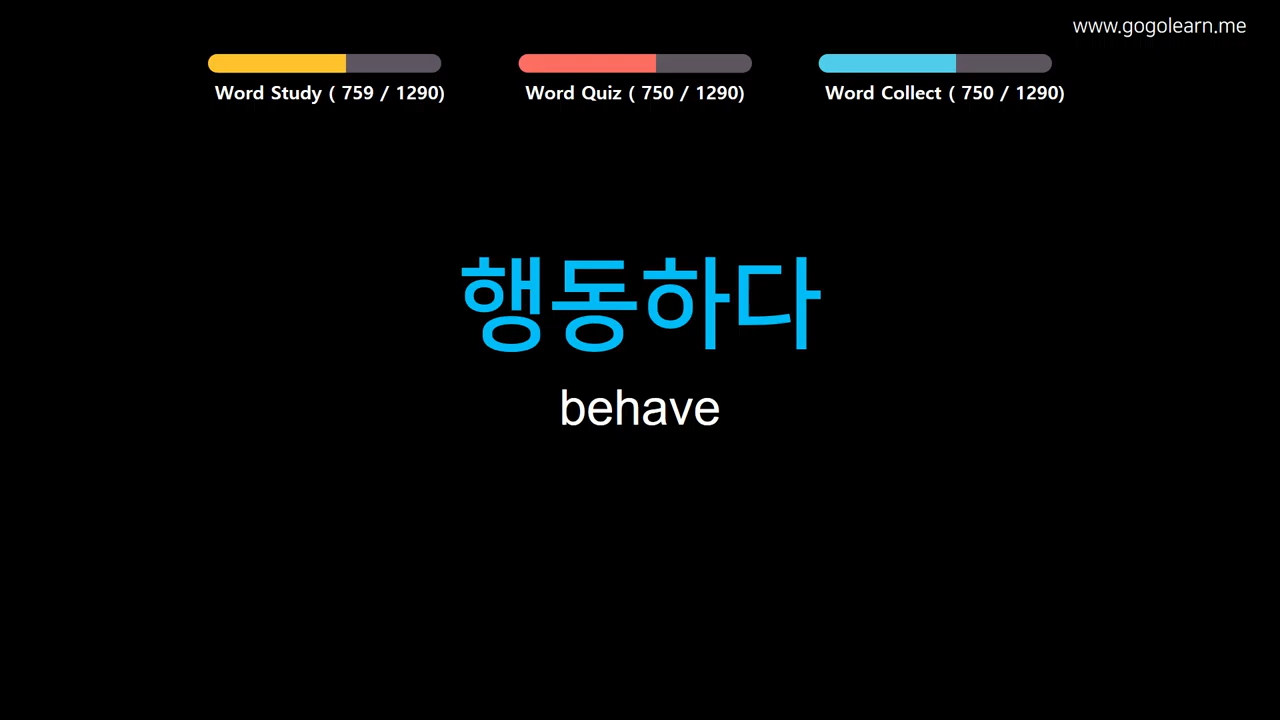 www.gogolearn.me
Word Study ( 759 / 1290)
Word Quiz ( 750 / 1290)
Word Collect ( 750 / 1290)
행동하다
behave